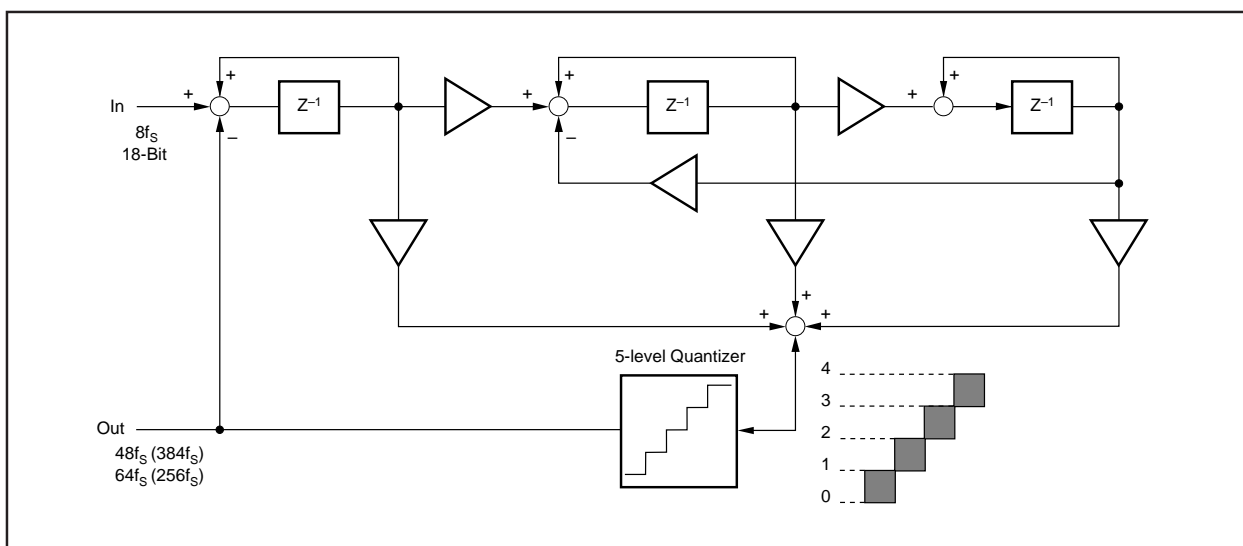 +
+
+
In
+
Z⁻¹
+
Z⁻¹
+
Z⁻¹
8fS
18-Bit
–
–
+
+
+
5-level Quantizer
4
3
2
1
0
Out
48fS (384fS)
64fS (256fS)